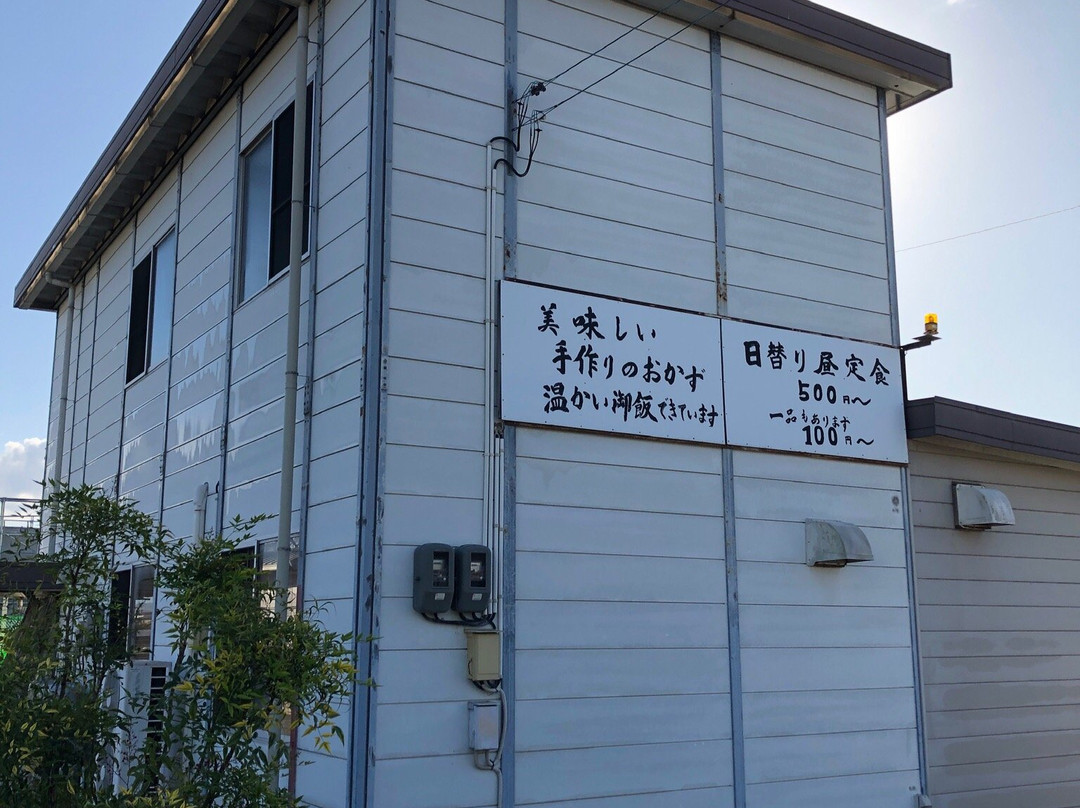 美味しい
手作りのおかず
温かい御飯できています
日替り昼定食
500円〜
一品もあります
100円〜